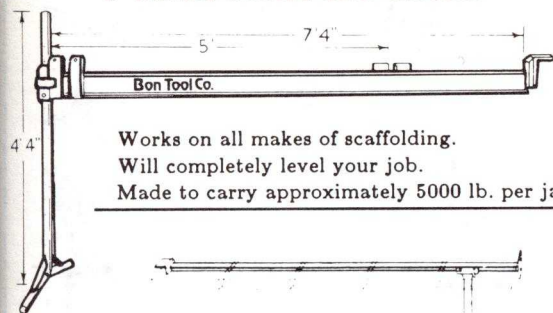 7'4"
5'
Bon Tool Co.
4'4"
Works on all makes of scaffolding.
Will completely level your job.
Made to carry approximately 5000 lb. per